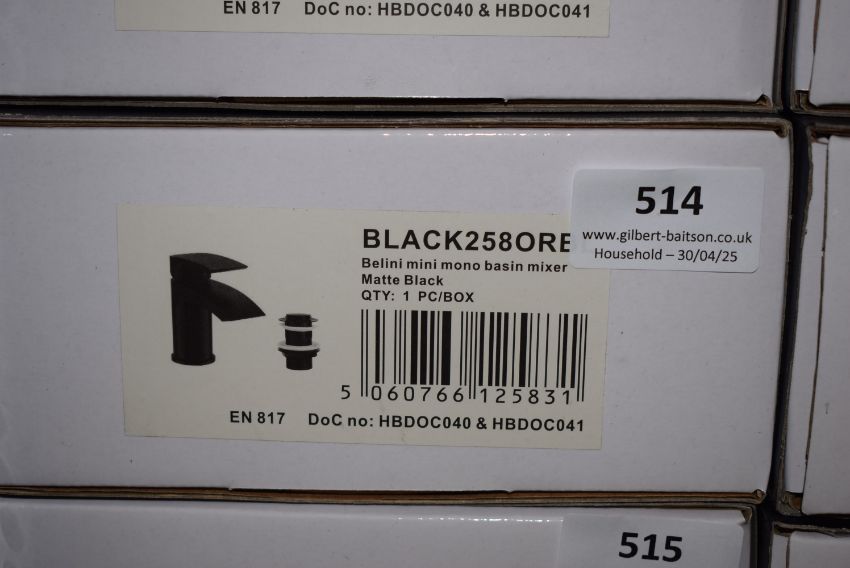 EN 817 DoC no: HBDOC040 & HBDOC041
514
www.gilbert-baitson.co.uk
Household – 30/04/25
Belini mini mono basin mixer
Matte Black
QTY: 1 PC/BOX
5 060766 125831
EN 817 DoC no: HBDOC040 & HBDOC041
515